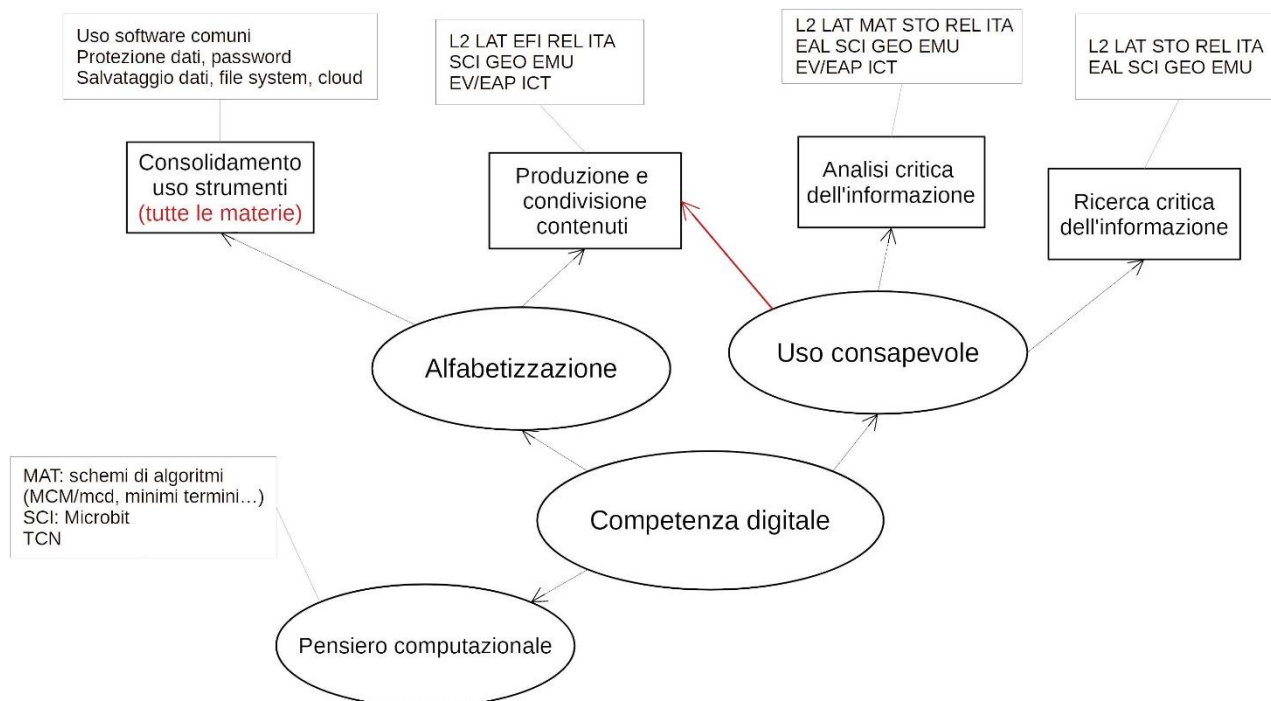 Uso software comuni
Protezione dati, password
Salvataggio dati, file system, cloud
L2 LAT EFI REL ITA
SCI GEO EMU
EV/EAP ICT
L2 LAT MAT STO REL ITA
EAL SCI GEO EMU
EV/EAP ICT
L2 LAT STO REL ITA
EAL SCI GEO EMU
Consolidamento
uso strumenti
(tutte le materie)
Produzione e
condivisione
contenuti
Analisi critica
dell'informazione
Ricerca critica
dell'informazione
Alfabetizzazione
Uso consapevole
MAT: schemi di algoritmi
(MCM/mcd, minimi termini…)
SCI: Microbit
TCN
Competenza digitale
Pensiero computazionale